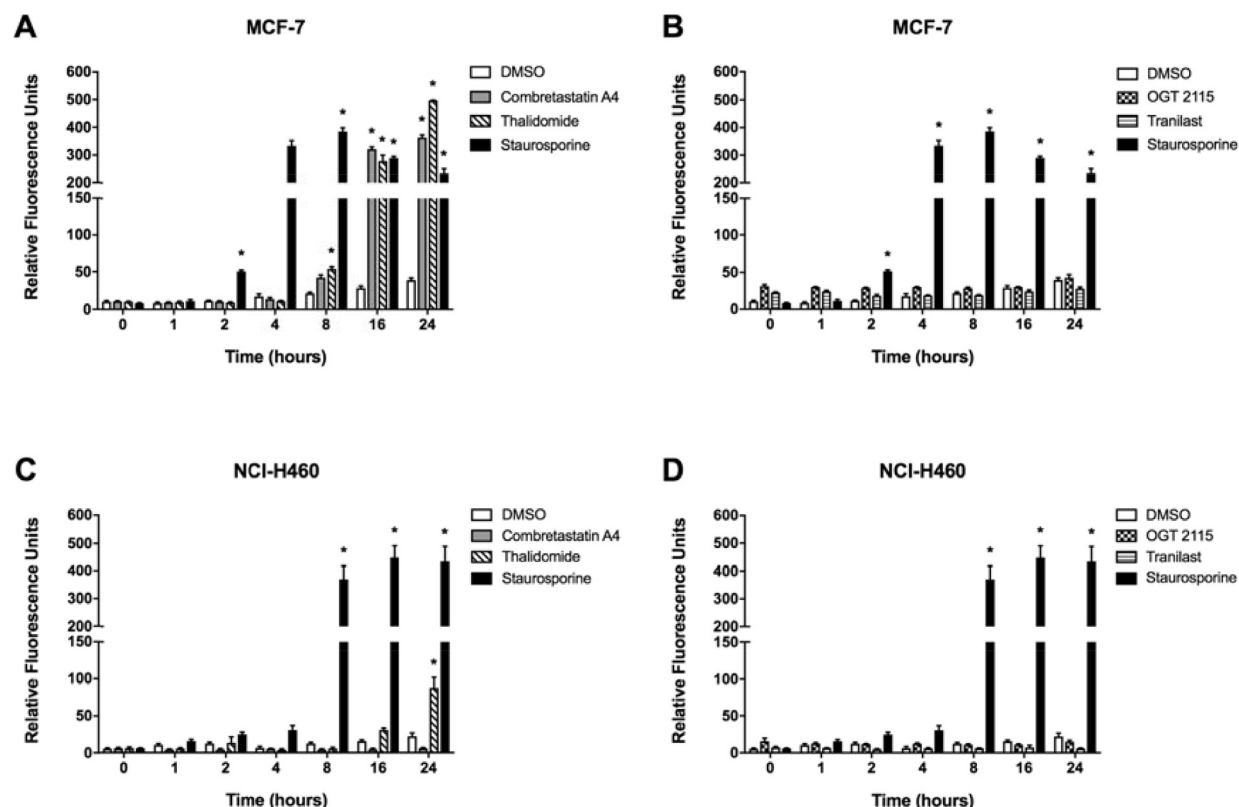 A
MCF-7
Relative Fluorescence Units
600
500
400
300
200
150
100
50
0
* * * * * * * * *
0 1 2 4 8 16 24
Time (hours)
DMSO
Combretastatin A4
Thalidomide
Staurosporine
B
MCF-7
Relative Fluorescence Units
600
500
400
300
200
150
100
50
0
* * * * *
0 1 2 4 8 16 24
Time (hours)
DMSO
OGT 2115
Tranilast
Staurosporine
C
NCI-H460
Relative Fluorescence Units
600
500
400
300
200
150
100
50
0
* * * *
0 1 2 4 8 16 24
Time (hours)
DMSO
Combretastatin A4
Thalidomide
Staurosporine
D
NCI-H460
Relative Fluorescence Units
600
500
400
300
200
150
100
50
0
* * *
0 1 2 4 8 16 24
Time (hours)
DMSO
OGT 2115
Tranilast
Staurosporine